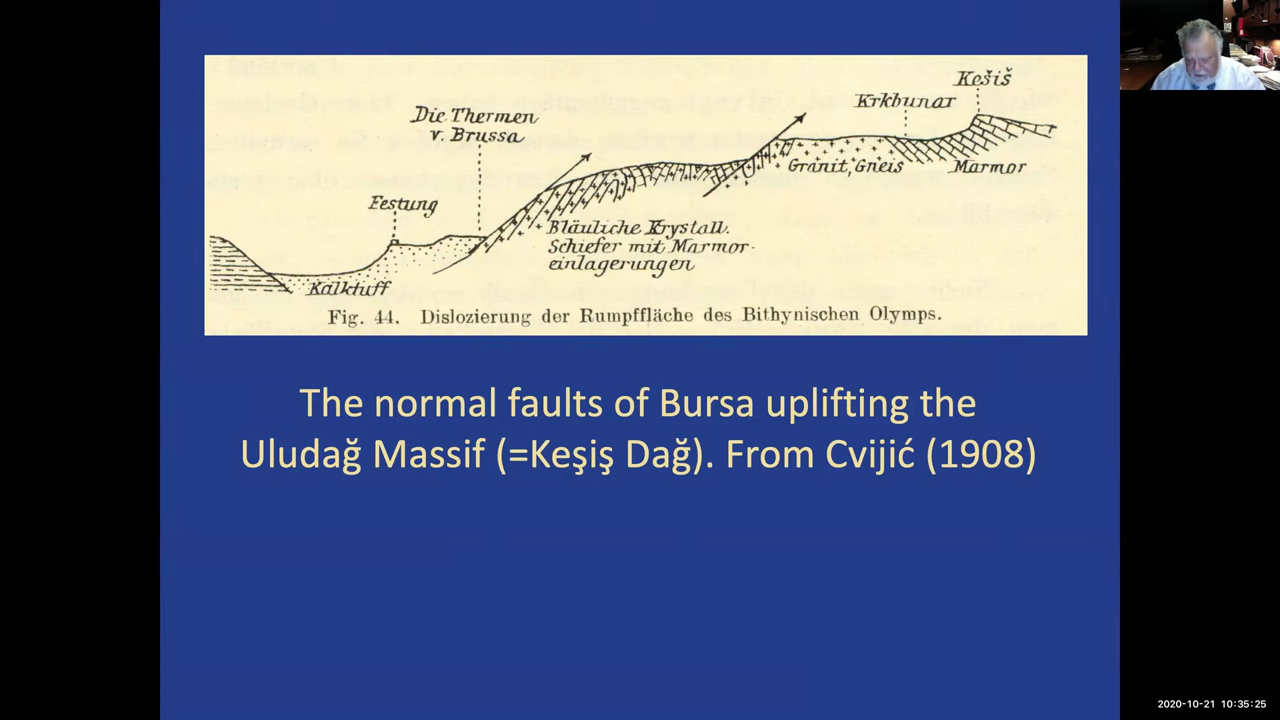 Kešiš
Krkbunar
Die Thermen
v. Brussa
Granit, Gneis
Marmor
Festung
Bläuliche Krystall.
Schiefer mit Marmor-
einlagerungen
Kalktuff
Fig. 44. Dislozierung der Rumpffläche des Bithynischen Olymps.
The normal faults of Bursa uplifting the
Uludağ Massif (=Keşiş Dağ). From Cvijić (1908)
2020-10-21 10:35:25